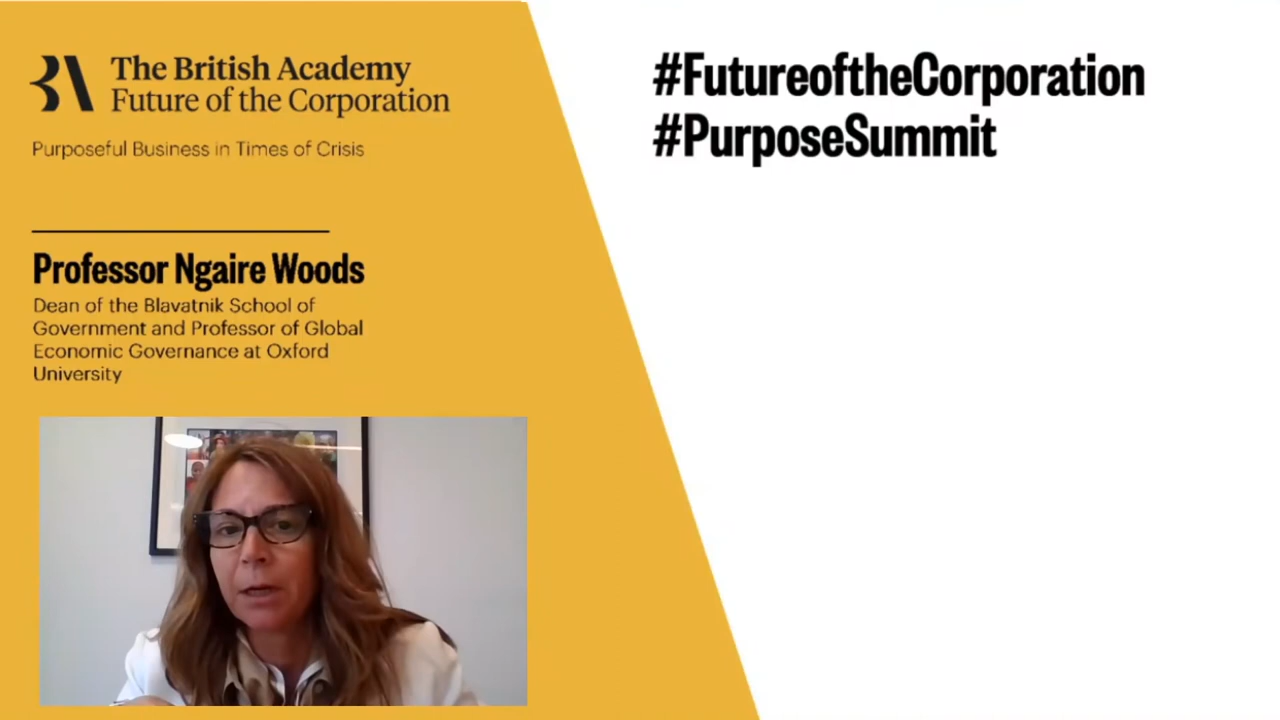 The British Academy
Future of the Corporation
Purposeful Business in Times of Crisis
Professor Ngaire Woods
Dean of the Blavatnik School of
Government and Professor of Global
Economic Governance at Oxford
University
#FutureoftheCorporation
#PurposeSummit